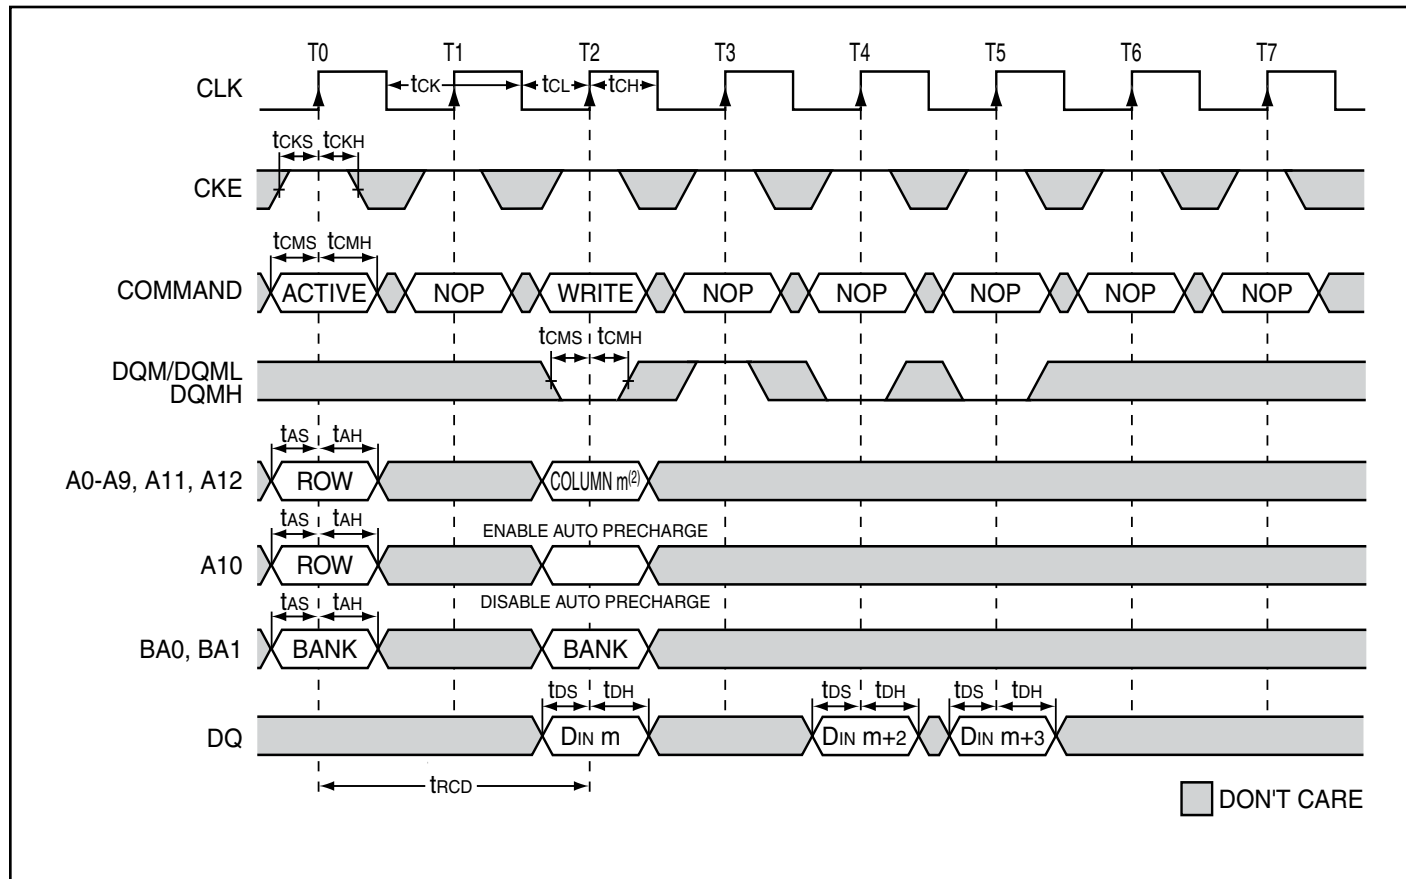 T0 T1 T2 T3 T4 T5 T6 T7
CLK tCK tCL tCH
tCKS tCKH
CKE
tCMS tCMH
COMMAND ACTIVE NOP WRITE NOP NOP NOP NOP NOP
tCMS tCMH
DQM/DQML
DQMH
tAS tAH
A0-A9, A11, A12 ROW COLUMN m(2)
tAS tAH ENABLE AUTO PRECHARGE
A10 ROW
tAS tAH DISABLE AUTO PRECHARGE
BA0, BA1 BANK BANK
tDS tDH tDS tDH tDS tDH
DQ DIN m DIN m+2 DIN m+3
tRCD
DON'T CARE